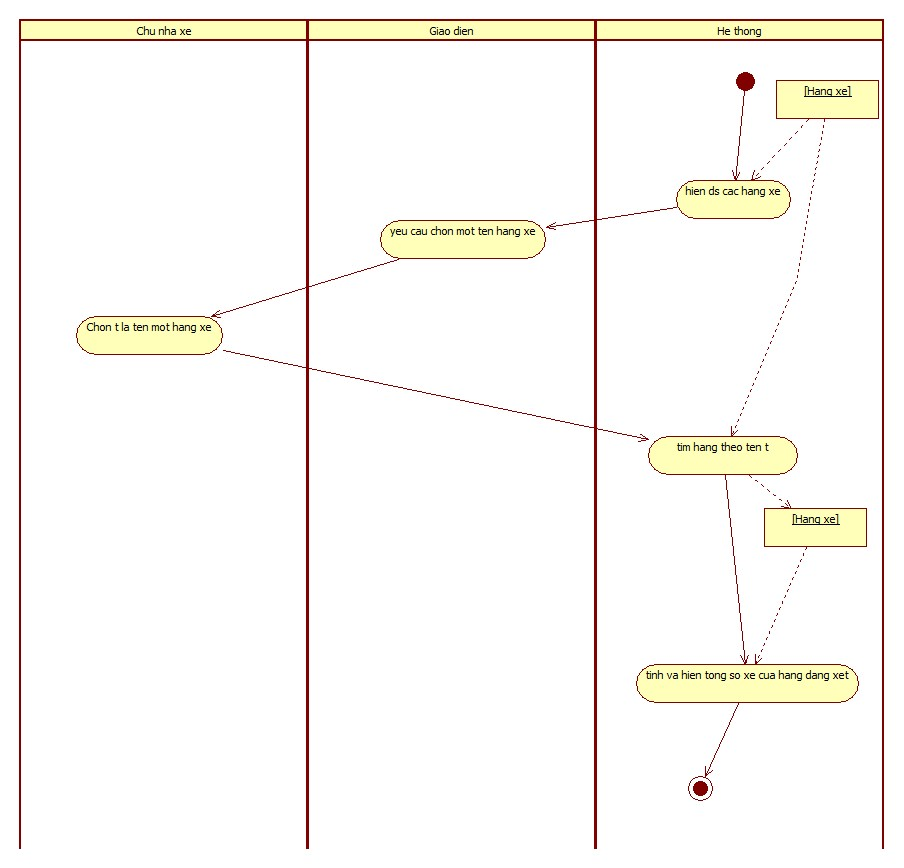 Chu nha xe
Giao dien
He thong
[Hang xe]
hien ds cac hang xe
yeu cau chon mot ten hang xe
Chon t la ten mot hang xe
tim hang theo ten t
[Hang xe]
tinh va hien tong so xe cua hang dang xet